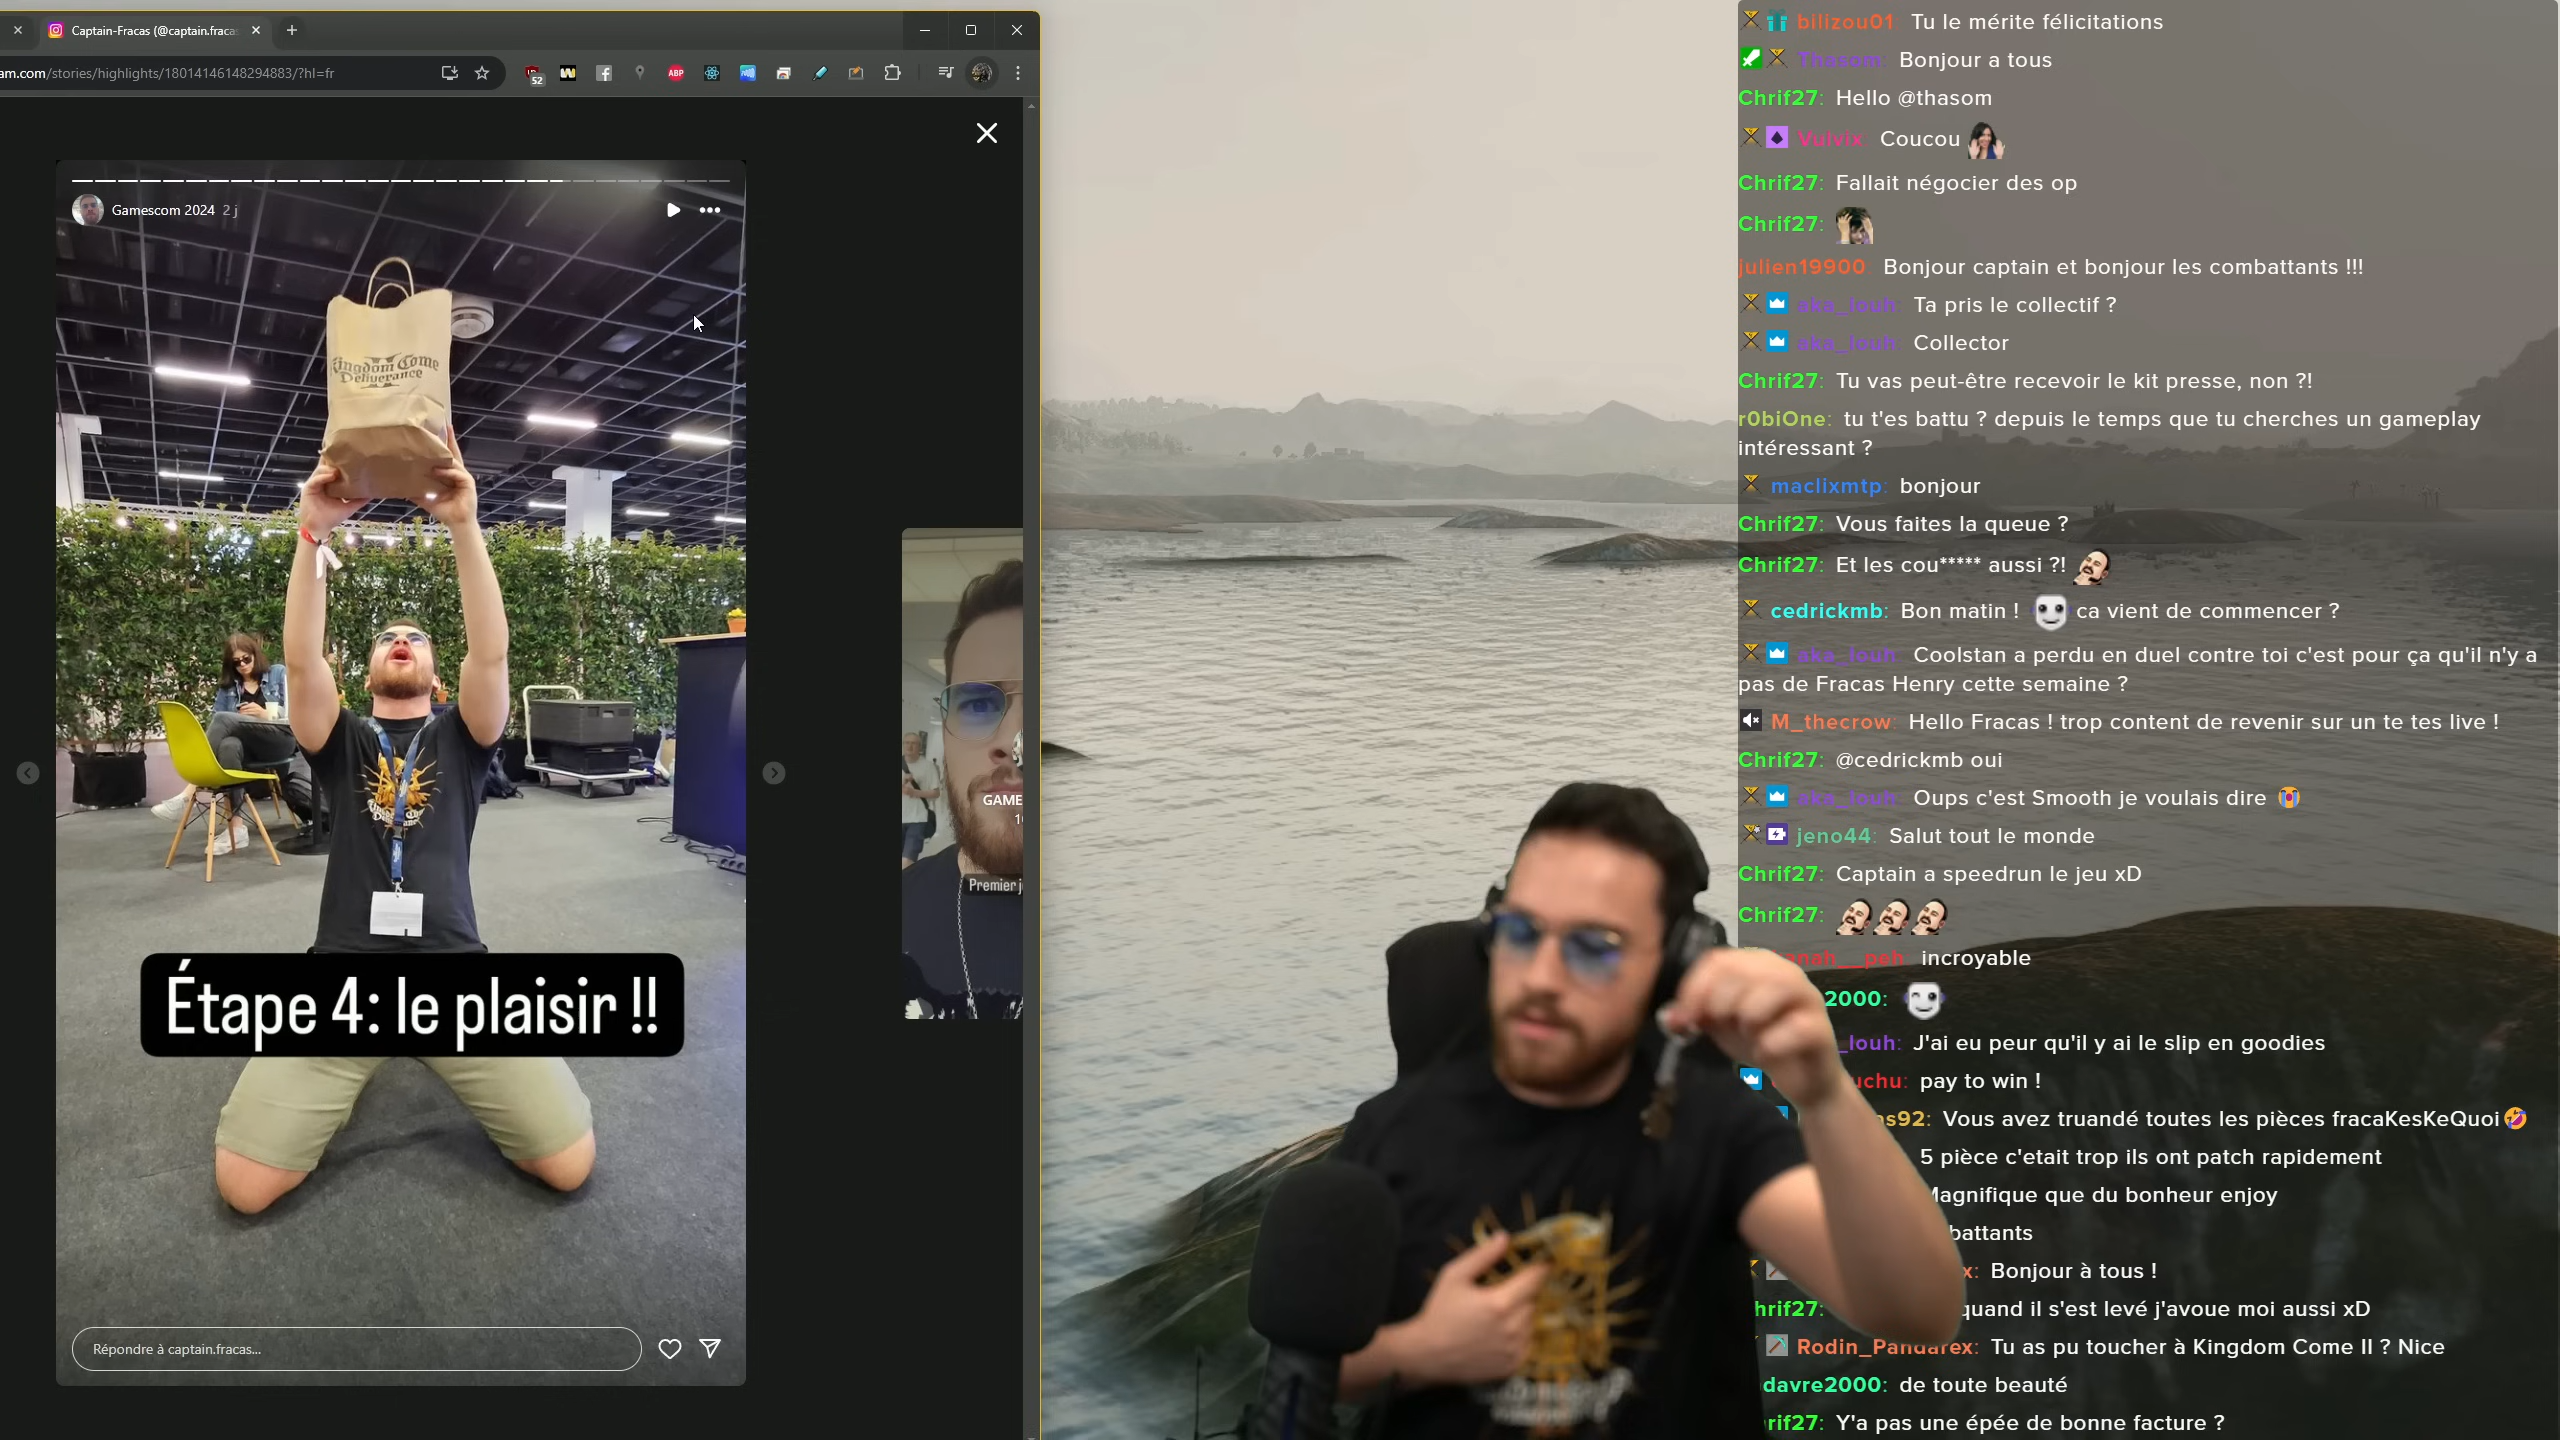 Captain-Fracas (@captain.fraca
am.com/stories/highlights/18014146148294883/?hl=fr
52
ABP
Gamescom 2024 2 j
Kingdom Come
Deliverance
II
Étape 4: le plaisir !!
Répondre à captain.fracas...
GAME
Premier j
bilizou01 Tu le mérite félicitations
Thasom: Bonjour a tous
Chrif27: Hello @thasom
Vulvix: Coucou
Chrif27: Fallait négocier des op
Chrif27:
julien19900 Bonjour captain et bonjour les combattants !!!
aka_louh: Ta pris le collectif ?
aka_louh: Collector
Chrif27: Tu vas peut-être recevoir le kit presse, non ?!
r0biOne: tu t'es battu ? depuis le temps que tu cherches un gameplay
intéressant ?
maclixmtp: bonjour
Chrif27: Vous faites la queue ?
Chrif27: Et les cou***** aussi ?!
cedrickmb: Bon matin ! ca vient de commencer ?
aka_louh: Coolstan a perdu en duel contre toi c'est pour ça qu'il n'y a
pas de Fracas Henry cette semaine ?
M_thecrow: Hello Fracas ! trop content de revenir sur un te tes live !
Chrif27: @cedrickmb oui
aka_louh: Oups c'est Smooth je voulais dire
jeno44: Salut tout le monde
Chrif27: Captain a speedrun le jeu xD
Chrif27:
nah__peh incroyable
2000:
_louh: J'ai eu peur qu'il y ai le slip en goodies
uchu: pay to win !
ns92: Vous avez truandé toutes les pièces fracaKesKeQuoi
5 pièce c'etait trop ils ont patch rapidement
Magnifique que du bonheur enjoy
battants
x: Bonjour à tous !
hrif27: quand il s'est levé j'avoue moi aussi xD
Rodin_Pandarex: Tu as pu toucher à Kingdom Come II ? Nice
davre2000: de toute beauté
rif27: Y'a pas une épée de bonne facture ?